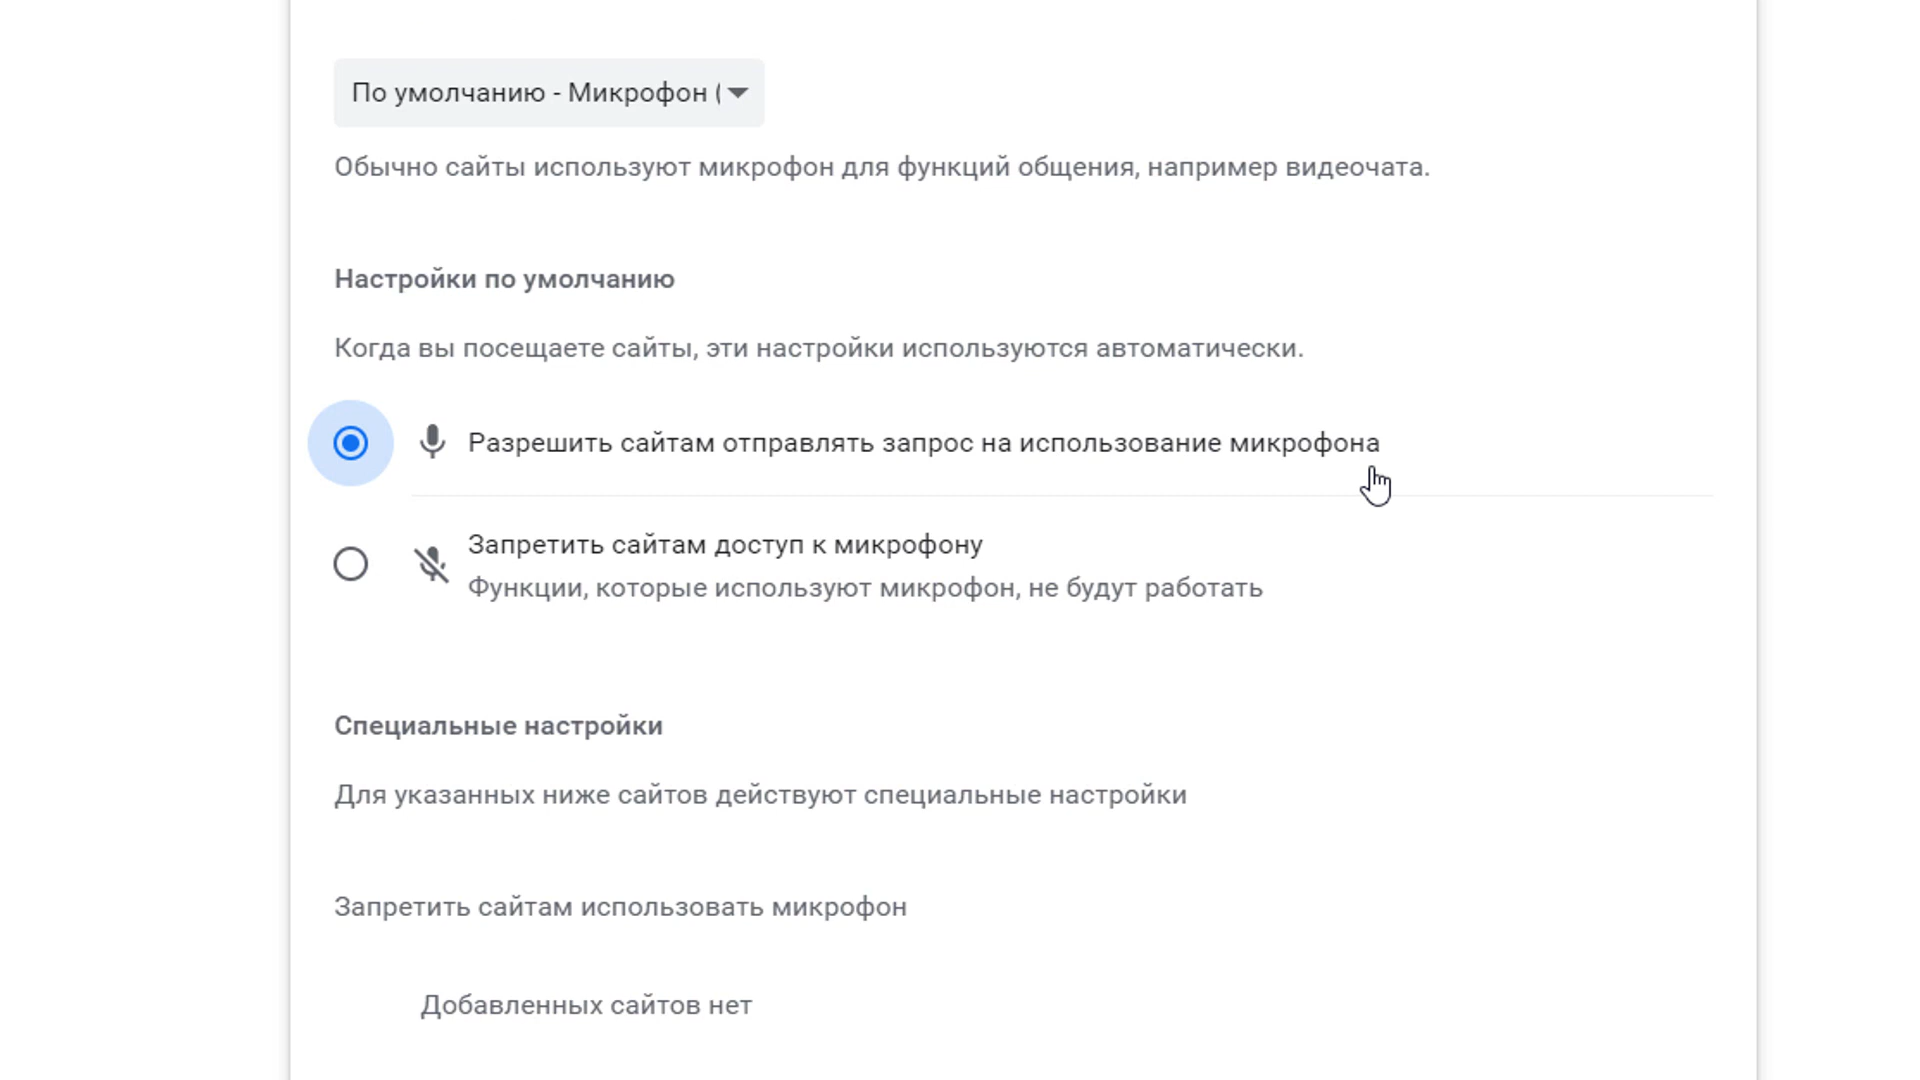 По умолчанию - Микрофон (
Обычно сайты используют микрофон для функций общения, например видеочата.
Настройки по умолчанию
Когда вы посещаете сайты, эти настройки используются автоматически.
Разрешить сайтам отправлять запрос на использование микрофона
Запретить сайтам доступ к микрофону
Функции, которые используют микрофон, не будут работать
Специальные настройки
Для указанных ниже сайтов действуют специальные настройки
Запретить сайтам использовать микрофон
Добавленных сайтов нет